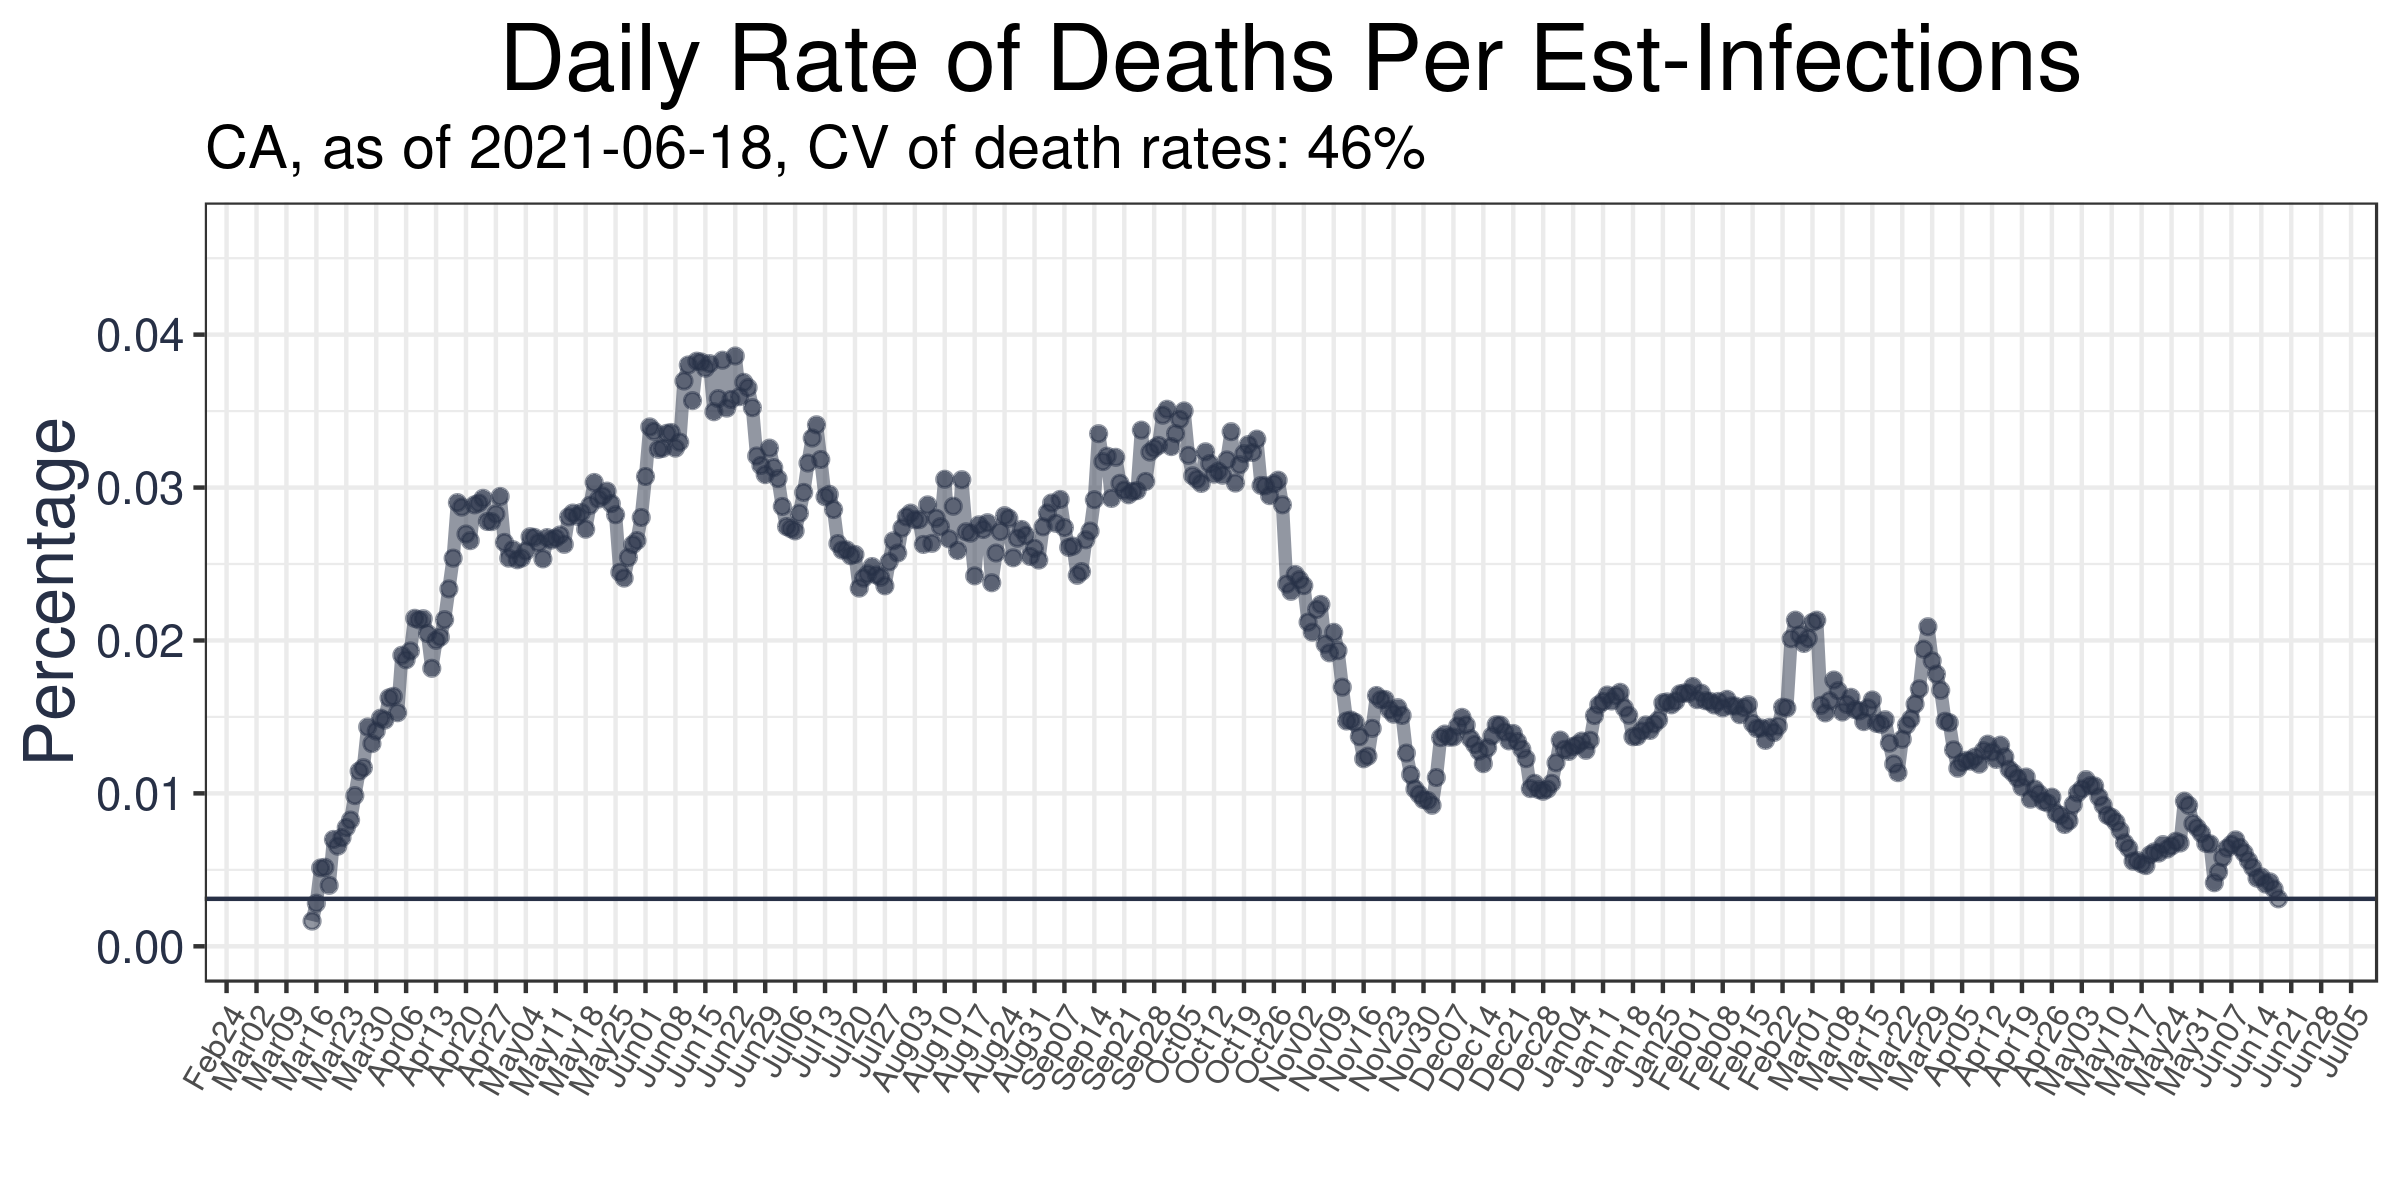 Daily Rate of Deaths Per Est-Infections
CA, as of 2021-06-18, CV of death rates: 46%
Percentage
0.04
0.03
0.02
0.01
0.00
Feb24
Mar02
Mar09
Mar16
Mar23
Mar30
Apr06
Apr13
Apr20
Apr27
May04
May11
May18
May25
Jun01
Jun08
Jun15
Jun22
Jun29
Jul06
Jul13
Jul20
Jul27
Aug03
Aug10
Aug17
Aug24
Aug31
Sep07
Sep14
Sep21
Sep28
Oct05
Oct12
Oct19
Oct26
Nov02
Nov09
Nov16
Nov23
Nov30
Dec07
Dec14
Dec21
Dec28
Jan04
Jan11
Jan18
Jan25
Feb01
Feb08
Feb15
Feb22
Mar01
Mar08
Mar15
Mar22
Mar29
Apr05
Apr12
Apr19
Apr26
May03
May10
May17
May24
May31
Jun07
Jun14
Jun21
Jun28
Jul05